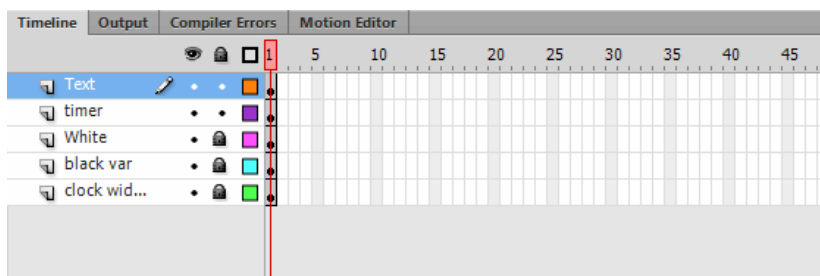 Timeline Output Compiler Errors Motion Editor
1 5 10 15 20 25 30 35 40 45
Text
timer
White
black var
clock wid...